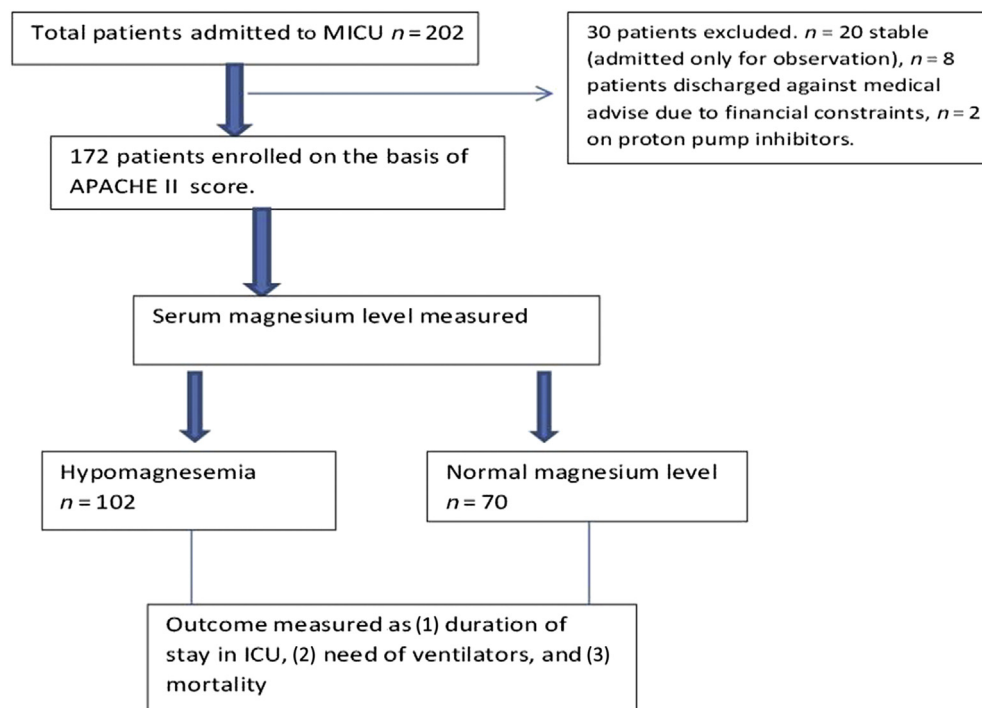 Total patients admitted to MICU n = 202
30 patients excluded. n = 20 stable
(admitted only for observation), n = 8
patients discharged against medical
advise due to financial constraints, n = 2
on proton pump inhibitors.
172 patients enrolled on the basis of
APACHE II score.
Serum magnesium level measured
Hypomagnesemia
n = 102
Normal magnesium level
n = 70
Outcome measured as (1) duration of
stay in ICU, (2) need of ventilators, and (3)
mortality